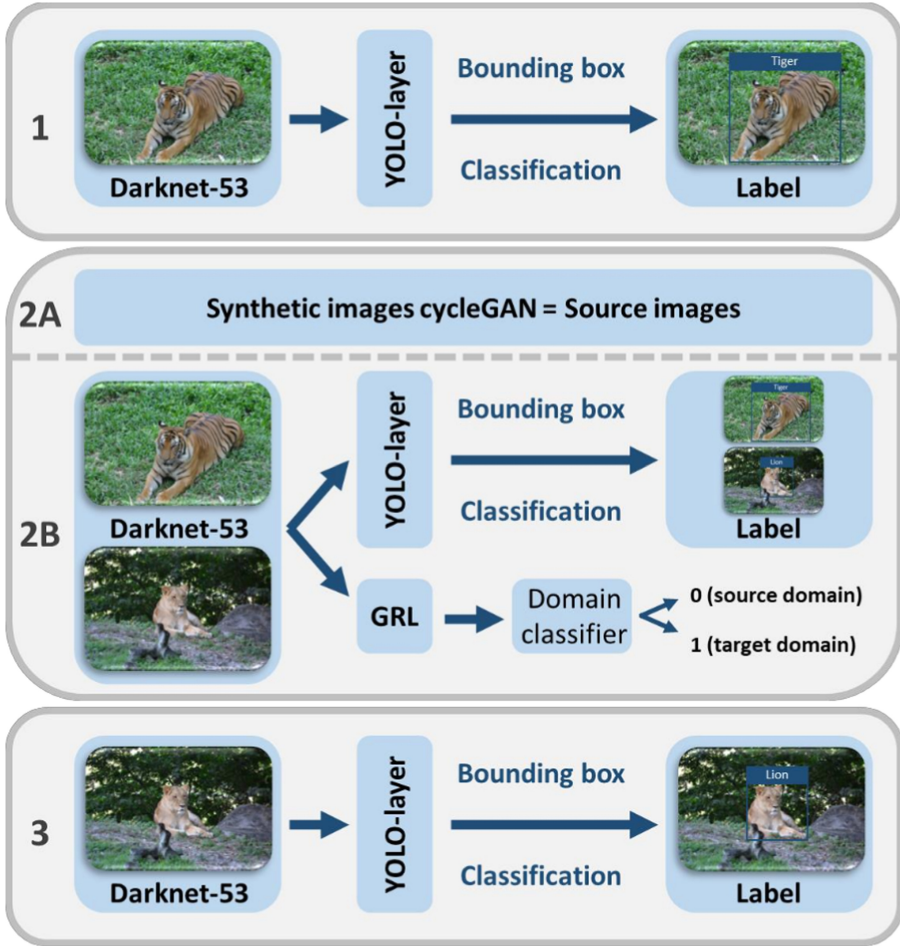 1
Darknet-53
YOLO-layer
Bounding box
Classification
Tiger
Label
2A
Synthetic images cycleGAN = Source images
2B
Darknet-53
YOLO-layer
Bounding box
Classification
Tiger
Lion
Label
GRL
Domain
classifier
0 (source domain)
1 (target domain)
3
Darknet-53
YOLO-layer
Bounding box
Classification
Lion
Label